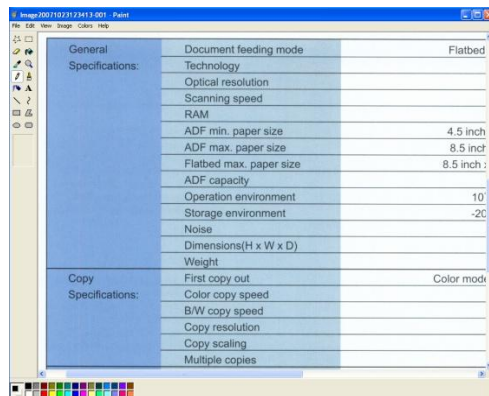 Image20071023123413-001 - Paint
File Edit View Image Colors Help
General Document feeding mode Flatbed
Specifications: Technology
Optical resolution
Scanning speed
RAM
ADF min. paper size 4.5 inch
ADF max. paper size 8.5 inch
Flatbed max. paper size 8.5 inch
ADF capacity
Operation environment 10
Storage environment -20
Noise
Dimensions(H x W x D)
Weight
Copy First copy out Color mode
Specifications: Color copy speed
B/W copy speed
Copy resolution
Copy scaling
Multiple copies